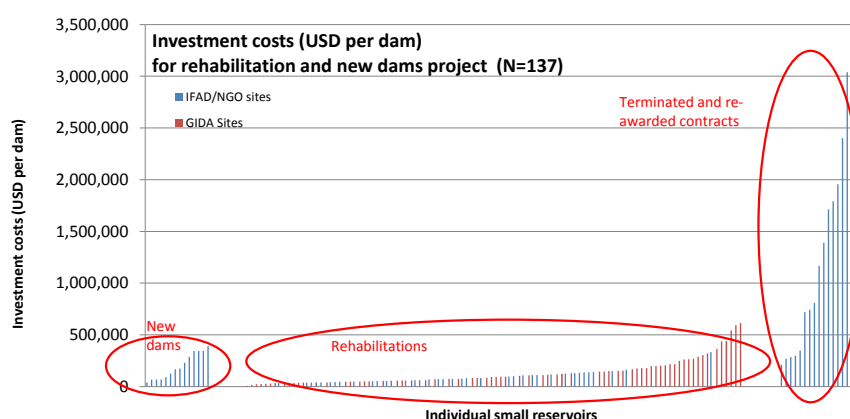 3,500,000
Investment costs (USD per dam)
for rehabilitation and new dams project (N=137)
3,000,000
IFAD/NGO sites
Terminated and re-
awarded contracts
2,500,000
GIDA Sites
2,000,000
1,500,000
1,000,000
500,000
New
dams
Rehabilitations
0
Investment costs (USD per dam)
Individual small reservoirs